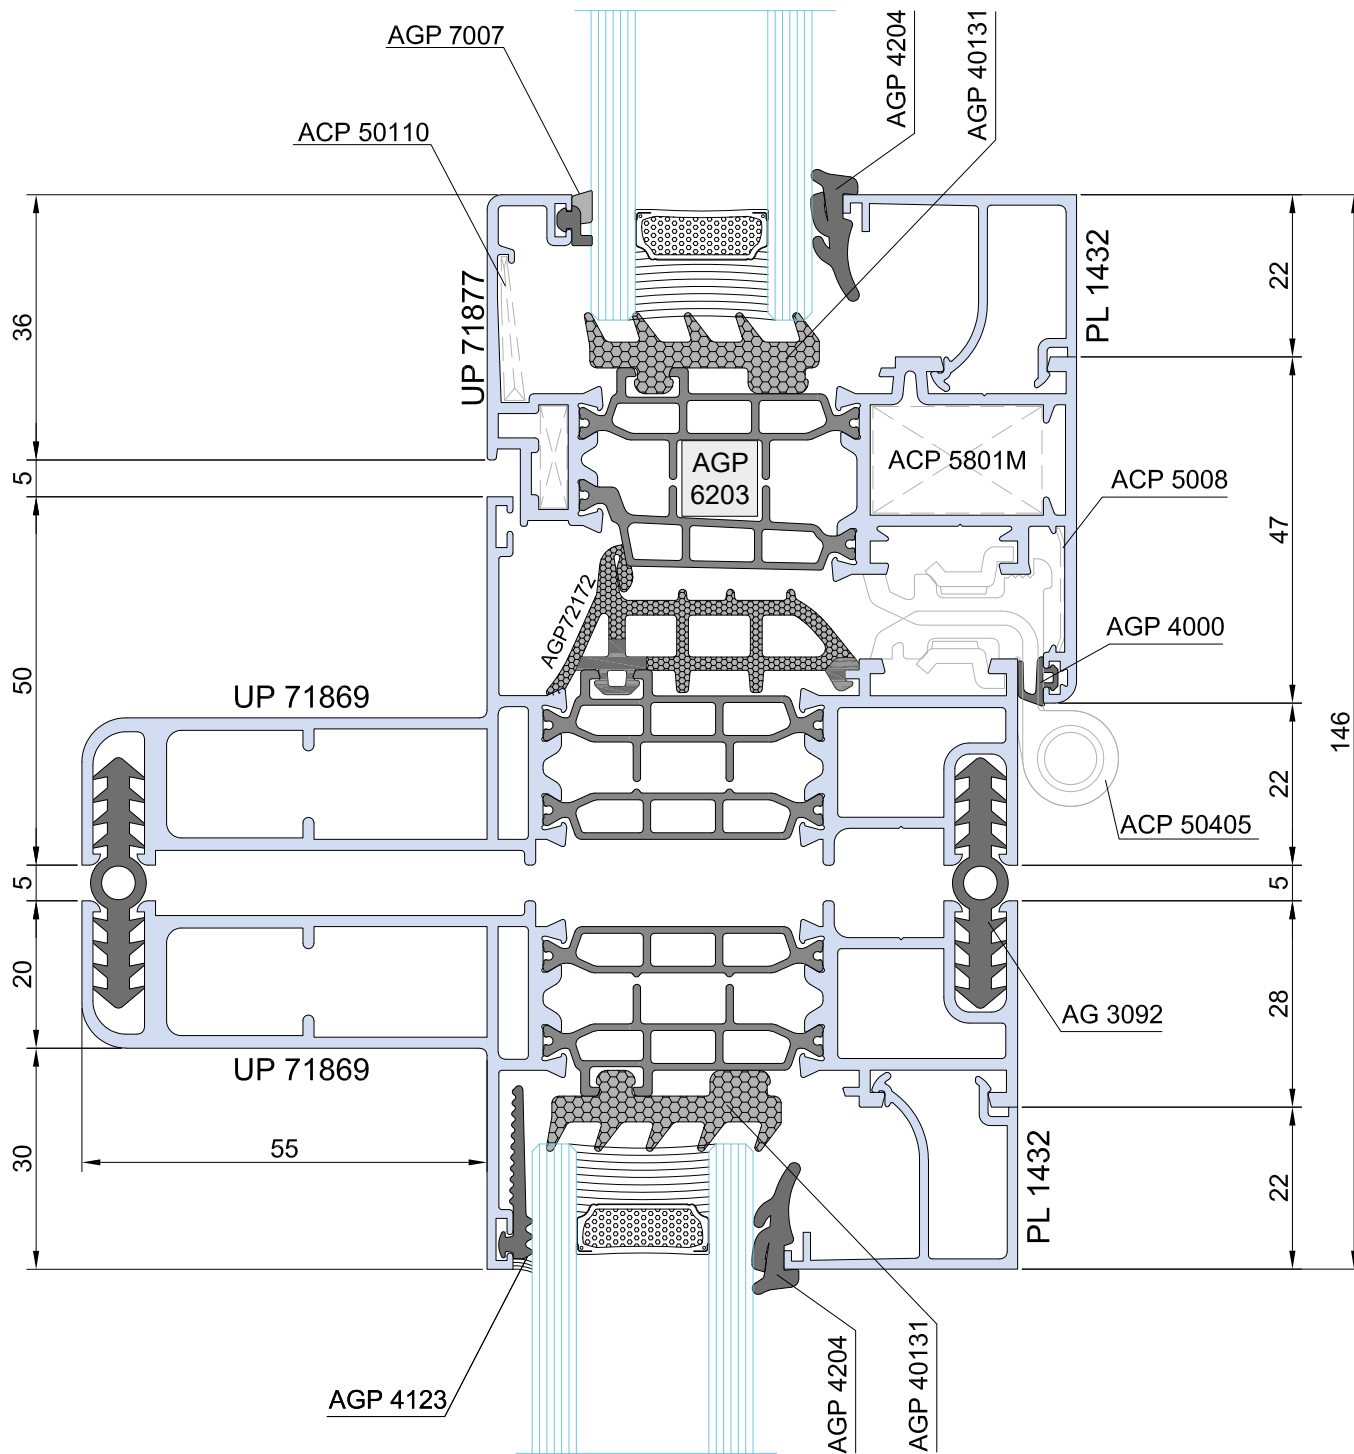 AGP 7007
AGP 4204
AGP 40131
ACP 50110
36
UP 71877
PL 1432
22
5
AGP
6203
ACP 5801M
ACP 5008
47
AGP72172
AGP 4000
50
UP 71869
146
22
ACP 50405
5
5
20
AG 3092
28
UP 71869
55
30
PL 1432
22
AGP 4123
AGP 4204
AGP 40131